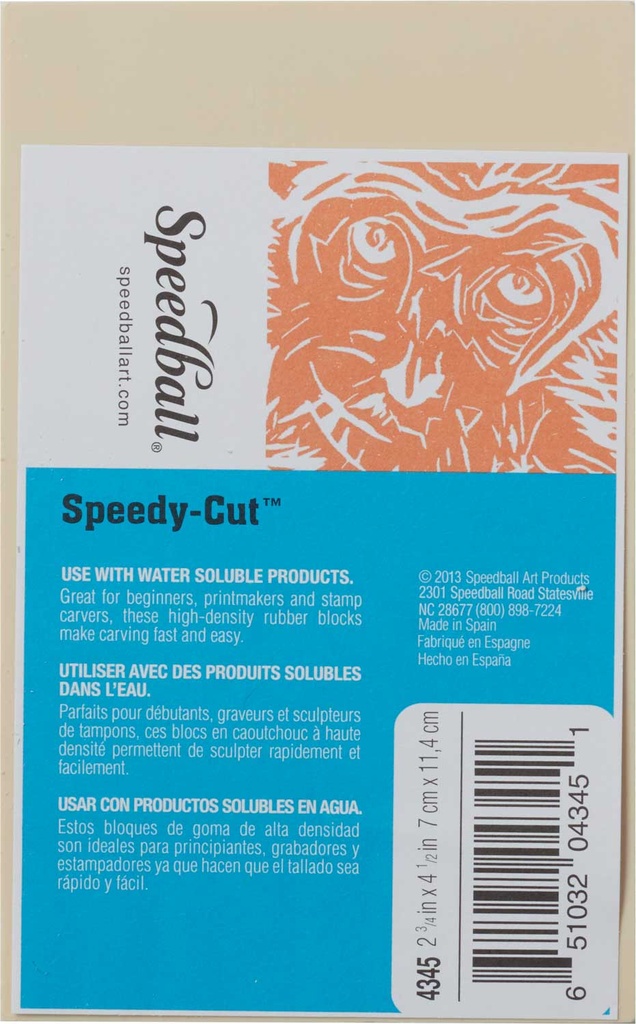 Speedball®
speedballart.com
Speedy-Cut™
USE WITH WATER SOLUBLE PRODUCTS.
Great for beginners, printmakers and stamp
carvers, these high-density rubber blocks
make carving fast and easy.
UTILISER AVEC DES PRODUITS SOLUBLES
DANS L'EAU.
Parfaits pour débutants, graveurs et sculpteurs
de tampons, ces blocs en caoutchouc à haute
densité permettent de sculpter rapidement et
facilement.
USAR CON PRODUCTOS SOLUBLES EN AGUA.
Estos bloques de goma de alta densidad
son ideales para principiantes, grabadores y
estampadores ya que hacen que el tallado sea
rápido y fácil.
© 2013 Speedball Art Products
2301 Speedball Road Statesville
NC 28677 (800) 898-7224
Made in Spain
Fabriqué en Espagne
Hecho en España
4345 2 3/4 in x 4 1/2 in 7 cm x 11,4 cm
6 51032 04345 1